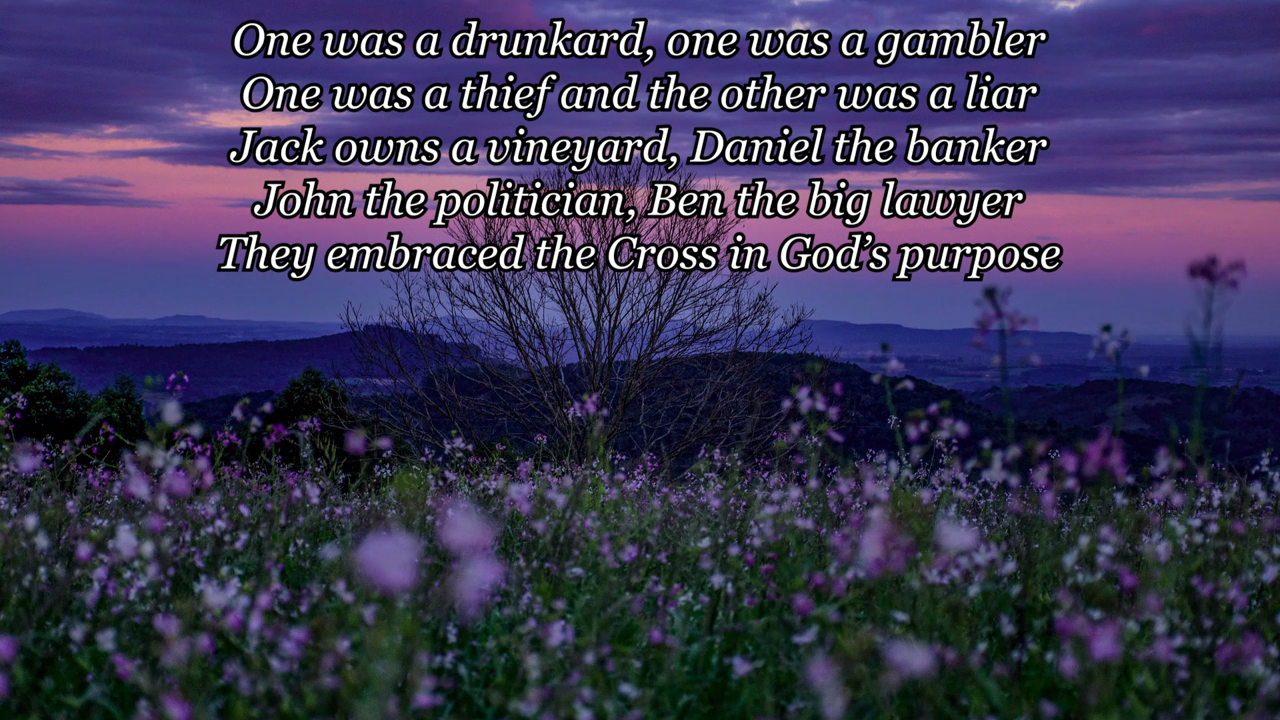 One was a drunkard, one was a gambler
One was a thief and the other was a liar
Jack owns a vineyard, Daniel the banker
John the politician, Ben the big lawyer
They embraced the Cross in God’s purpose